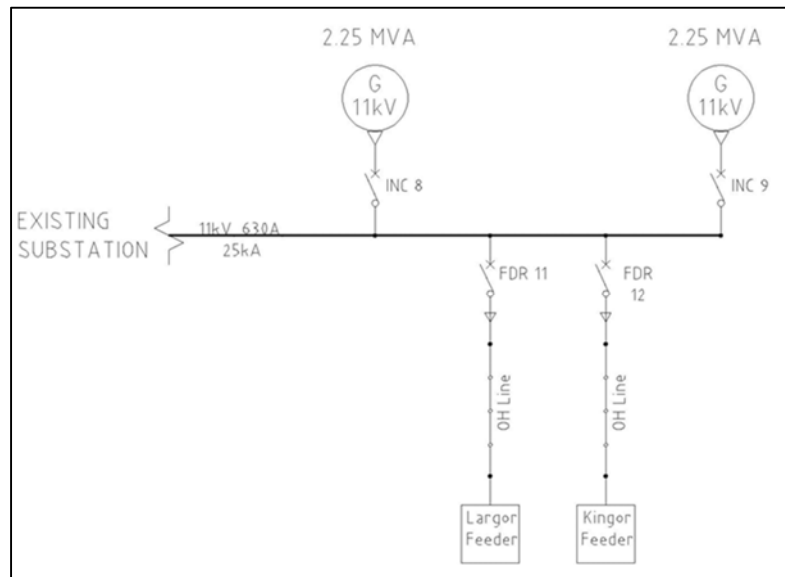 2.25 MVA
2.25 MVA
G
11kV
G
11kV
INC 8
INC 9
EXISTING
SUBSTATION
11kV 630A
25kA
FDR 11
FDR
12
OH Line
OH Line
Largor
Feeder
Kingor
Feeder